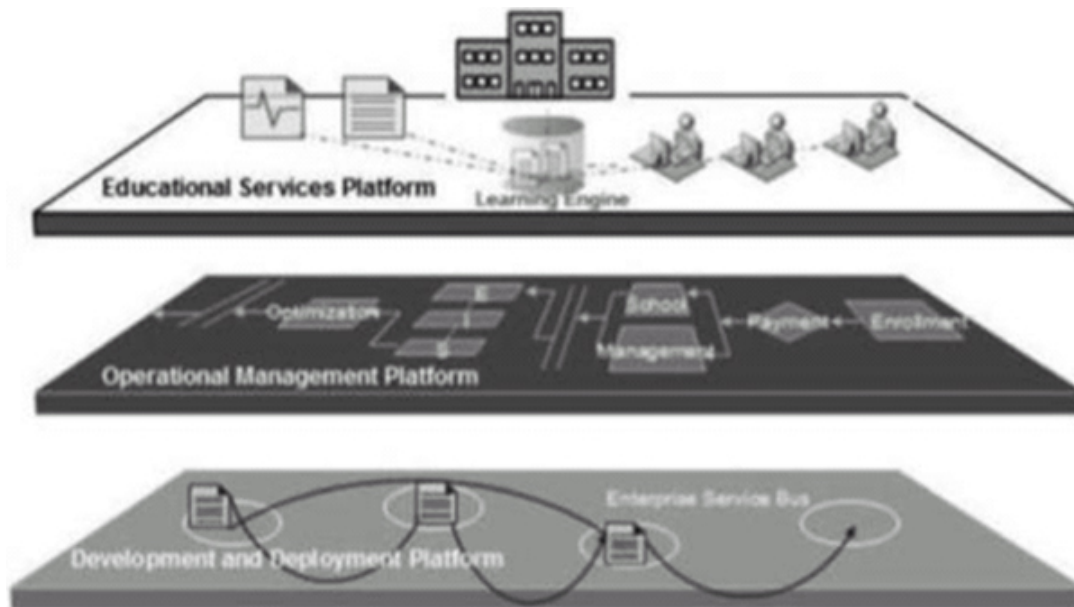 Educational Services Platform
Learning Engine
Optimization
E
I
S
School
Management
Payment
Enrollment
Operational Management Platform
Enterprise Service Bus
Development and Deployment Platform